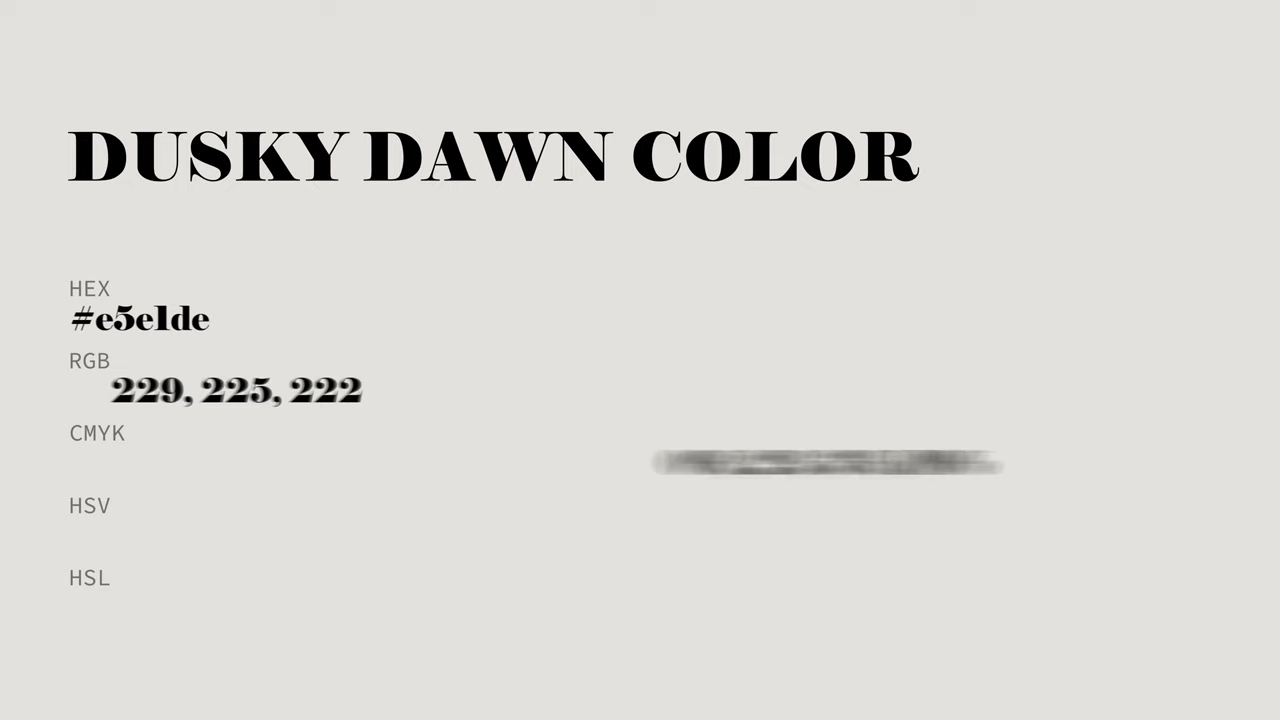 DUSKY DAWN COLOR
HEX
#e5e1de
RGB
229, 225, 222
CMYK
HSV
HSL